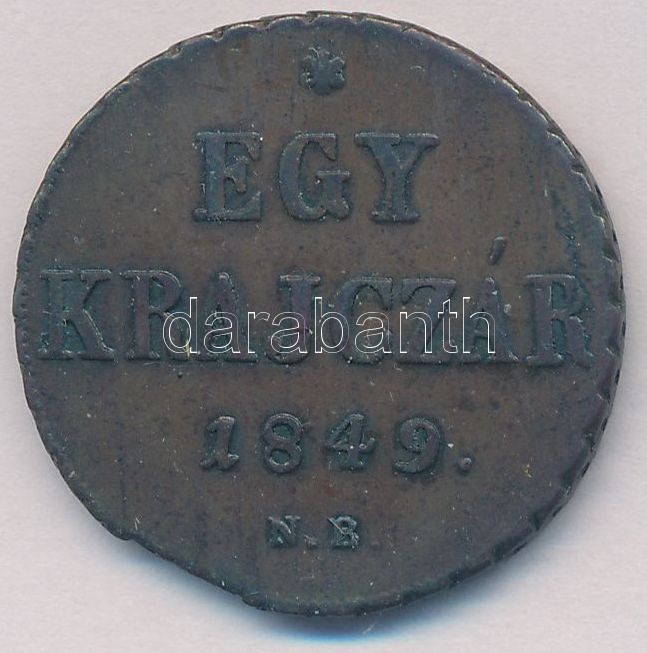 EGY
KRAJCZÁR
darabanth
1849.
N.B.